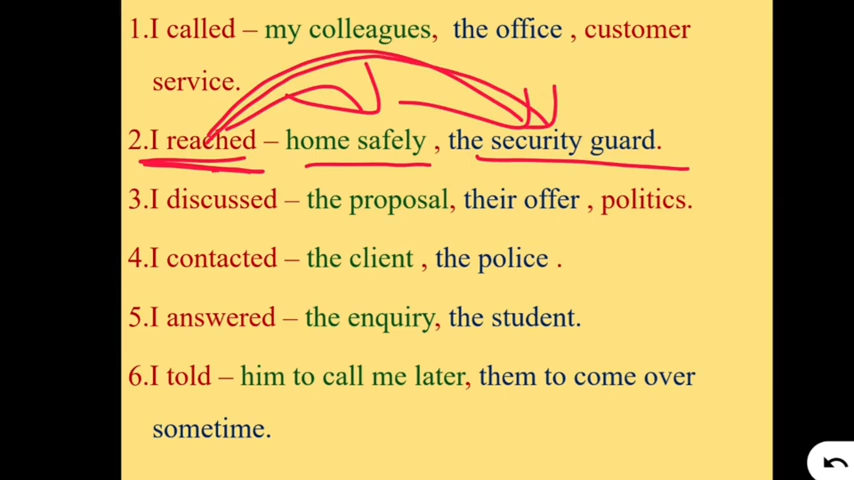 1.I called – my colleagues, the office , customer
service.
2.I reached – home safely , the security guard.
3.I discussed – the proposal, their offer , politics.
4.I contacted – the client , the police .
5.I answered – the enquiry, the student.
6.I told – him to call me later, them to come over
sometime.